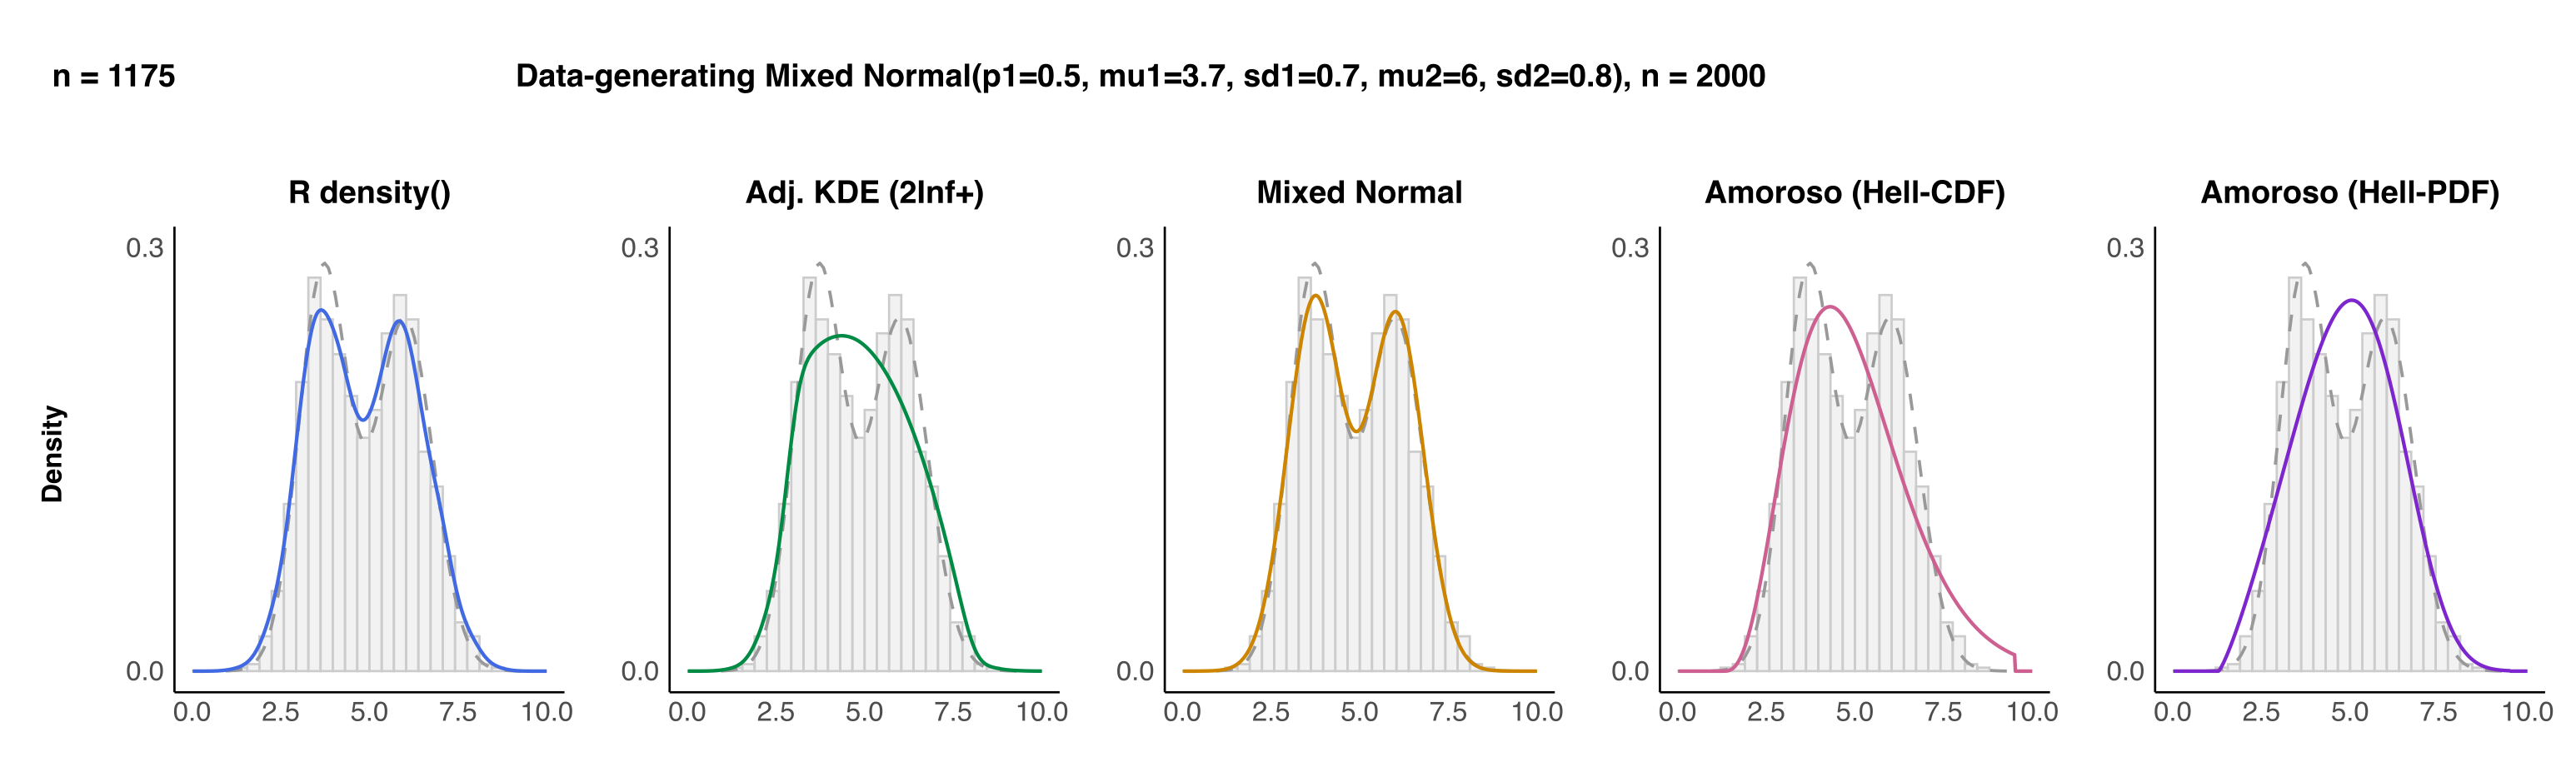 n = 1175
Data-generating Mixed Normal(p1=0.5, mu1=3.7, sd1=0.7, mu2=6, sd2=0.8), n = 2000
R density()
Adj. KDE (2Inf+)
Mixed Normal
Amoroso (Hell-CDF)
Amoroso (Hell-PDF)
Density
0.3
0.0
0.0 2.5 5.0 7.5 10.0
0.3
0.0
0.0 2.5 5.0 7.5 10.0
0.3
0.0
0.0 2.5 5.0 7.5 10.0
0.3
0.0
0.0 2.5 5.0 7.5 10.0
0.3
0.0
0.0 2.5 5.0 7.5 10.0